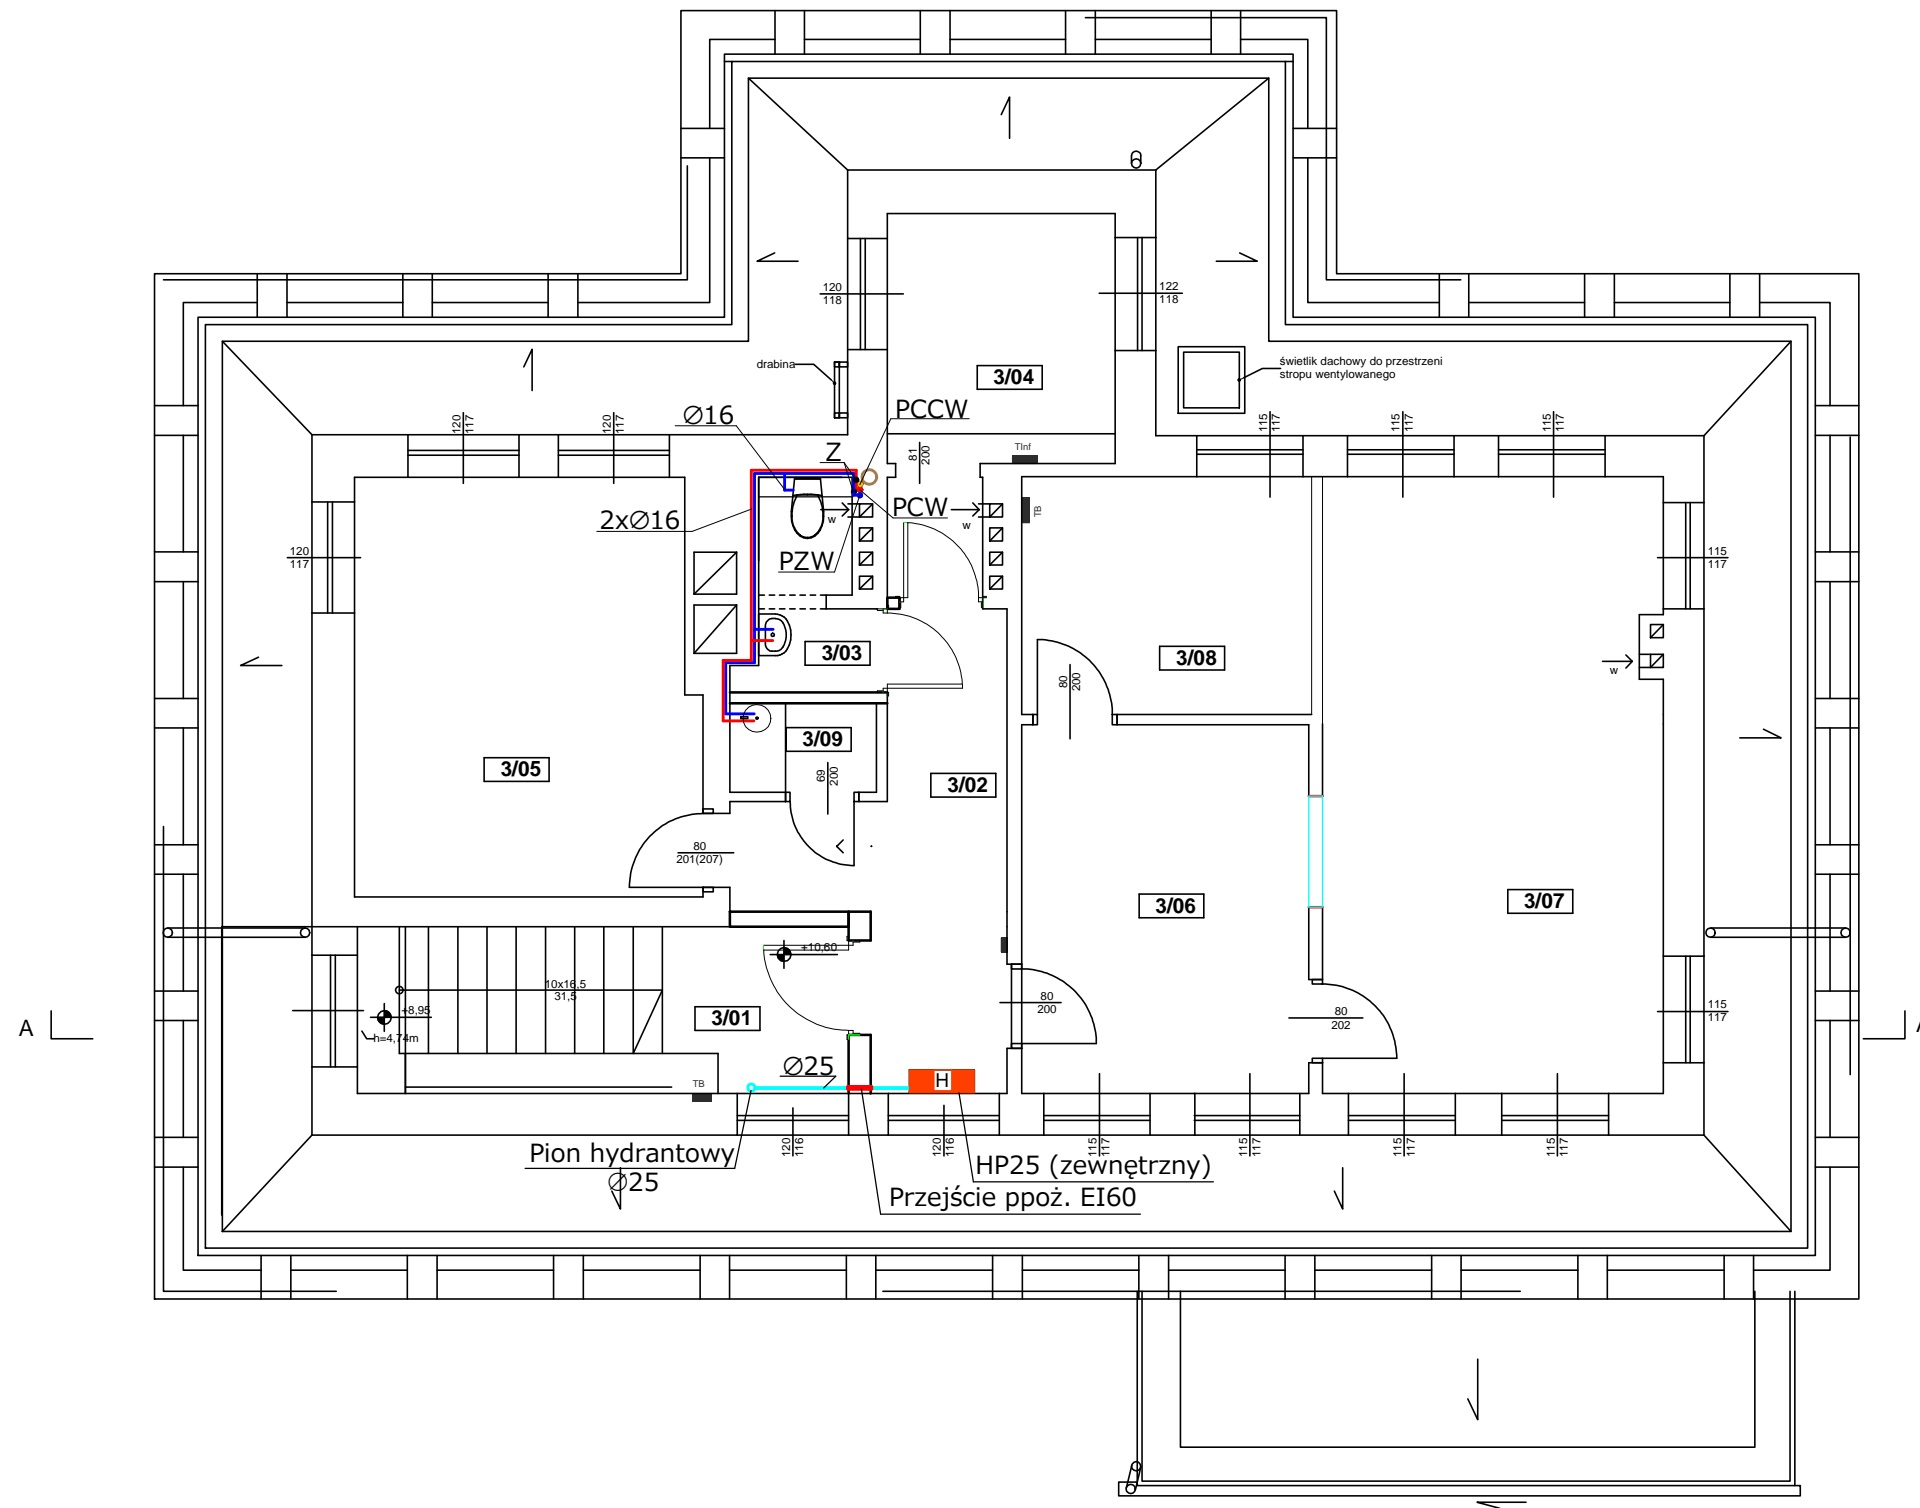 120
118
122
118
drabina
świetlik dachowy do przestrzeni
stropu wentylowanego
3/04
PCCW
Ø16
120
117
120
117
115
117
115
117
115
117
Z
81
200
TInf
2xØ16
PCW
w
w
TB
PZW
120
117
115
117
3/03
3/08
w
80
200
3/09
3/05
69
200
3/02
80
201(207)
3/06
3/07
+10,60
10x16,5
31,5
80
200
+8,95
3/01
80
202
115
117
A
h=4,74m
A
Ø25
H
TB
120
116
120
116
115
117
115
117
115
117
115
117
Pion hydrantowy
Ø25
HP25 (zewnętrzny)
Przejście ppoż. EI60